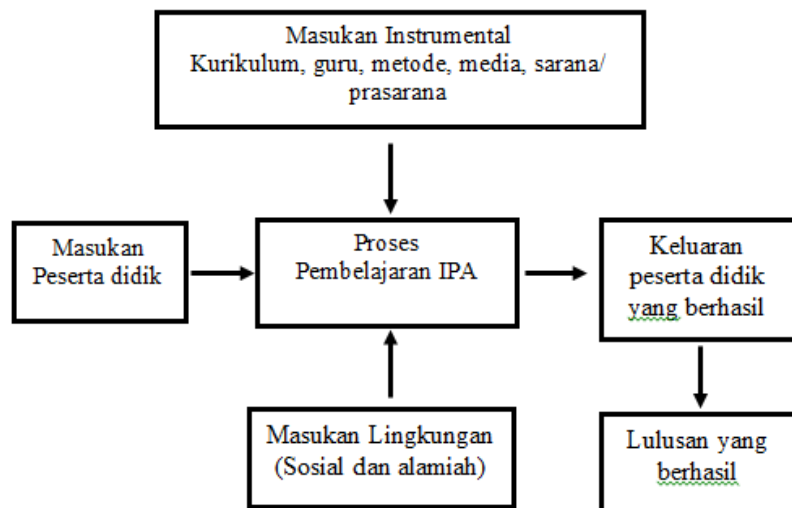 Masukan Instrumental
Kurikulum, guru, metode, media, sarana/
prasarana
Masukan
Peserta didik
Proses
Pembelajaran IPA
Keluaran
peserta didik
yang berhasil
Masukan Lingkungan
(Sosial dan alamiah)
Lulusan yang
berhasil